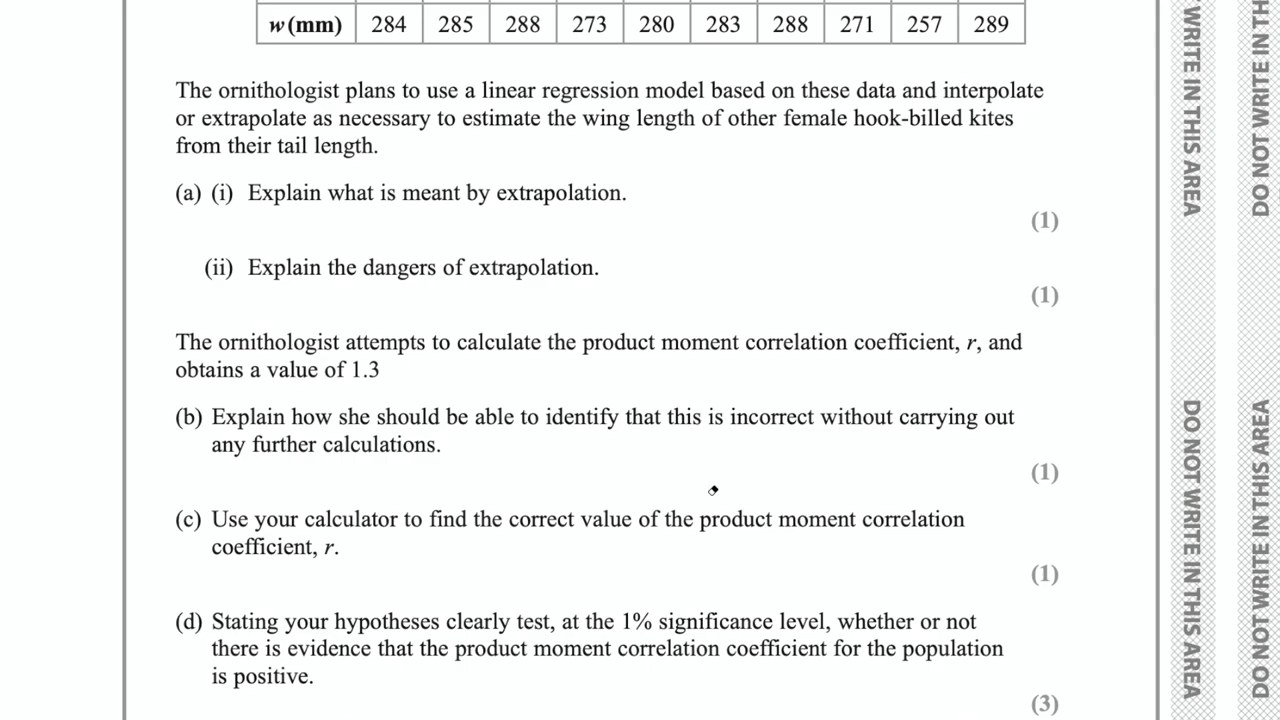 w (mm) 284 285 288 273 280 283 288 271 257 289
The ornithologist plans to use a linear regression model based on these data and interpolate
or extrapolate as necessary to estimate the wing length of other female hook-billed kites
from their tail length.
(a) (i) Explain what is meant by extrapolation.
(1)
(ii) Explain the dangers of extrapolation.
(1)
The ornithologist attempts to calculate the product moment correlation coefficient, r, and
obtains a value of 1.3
(b) Explain how she should be able to identify that this is incorrect without carrying out
any further calculations.
(1)
(c) Use your calculator to find the correct value of the product moment correlation
coefficient, r.
(1)
(d) Stating your hypotheses clearly test, at the 1% significance level, whether or not
there is evidence that the product moment correlation coefficient for the population
is positive.
(3)
WRITE IN THIS AREA
DO NOT WRITE IN THIS AREA
DO NOT WRITE IN TH
DO NOT WRITE IN THIS AREA